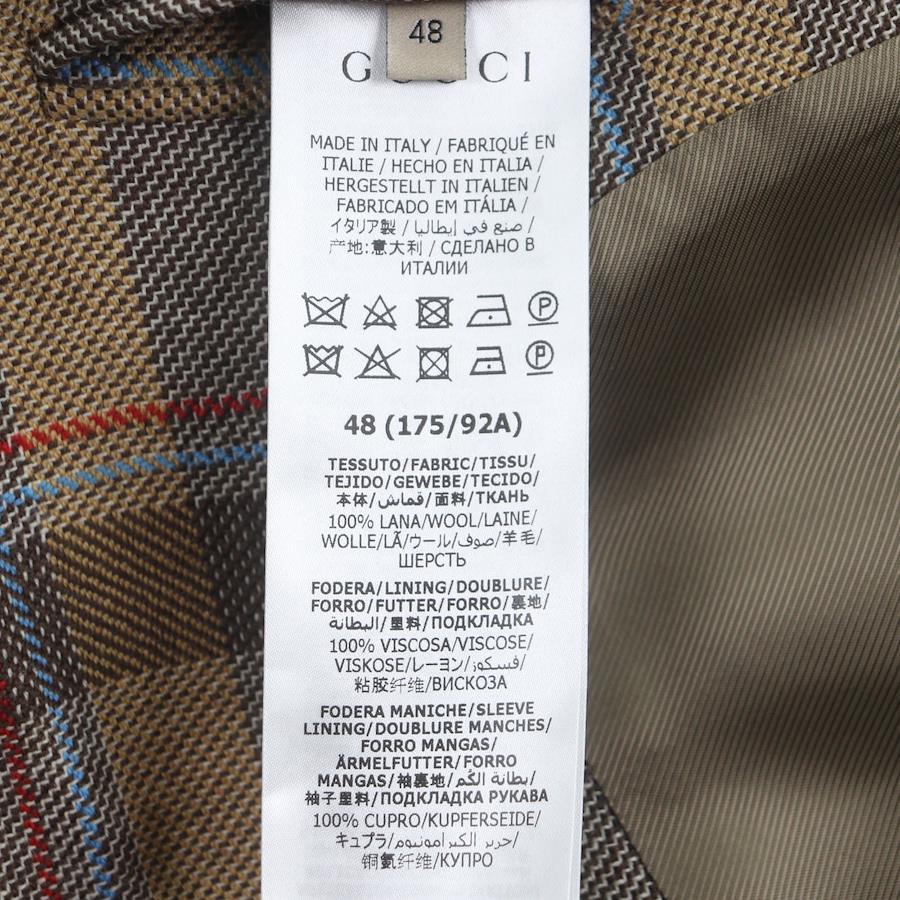 48
GUCCI
MADE IN ITALY / FABRIQUÉ EN
ITALIE / HECHO EN ITALIA /
HERGESTELLT IN ITALIEN /
FABRICADO EM ITÁLIA /
イタリア製 / صنع في إيطاليا /
产地:意大利 / СДЕЛАНО В
ИТАЛИИ
P
P
48 (175/92A)
TESSUTO/FABRIC/TISSU/
TEJIDO/GEWEBE/TECIDO/
本体/قماش/面料/ТКАНЬ
100% LANA/WOOL/LAINE/
WOLLE/LÃ/ウール/صوف/羊毛/
ШЕРСТЬ
FODERA/LINING/DOUBLURE/
FORRO/FUTTER/FORRO/裏地/
البطانة/里料/ПОДКЛАДКА
100% VISCOSA/VISCOSE/
VISKOSE/レーヨン/فسكوز/
粘胶纤维/ВИСКОЗА
FODERA MANICHE/SLEEVE
LINING/DOUBLURE MANCHES/
FORRO MANGAS/
ÄRMELFUTTER/FORRO
MANGAS/袖裏地/بطانة الكُم/
袖子里料/ПОДКЛАДКА РУКАВА
100% CUPRO/KUPFERSEIDE/
キュプラ/حرير الكبرامونيوم/
铜氨纤维/КУПРО